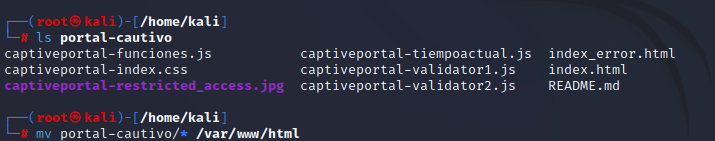 ┌──(root㉿kali)-[/home/kali]
└─# ls portal-cautivo
captiveportal-funciones.js captiveportal-tiempoactual.js index_error.html
captiveportal-index.css captiveportal-validator1.js index.html
captiveportal-restricted_access.jpg captiveportal-validator2.js README.md
┌──(root㉿kali)-[/home/kali]
└─# mv portal-cautivo/* /var/www/html